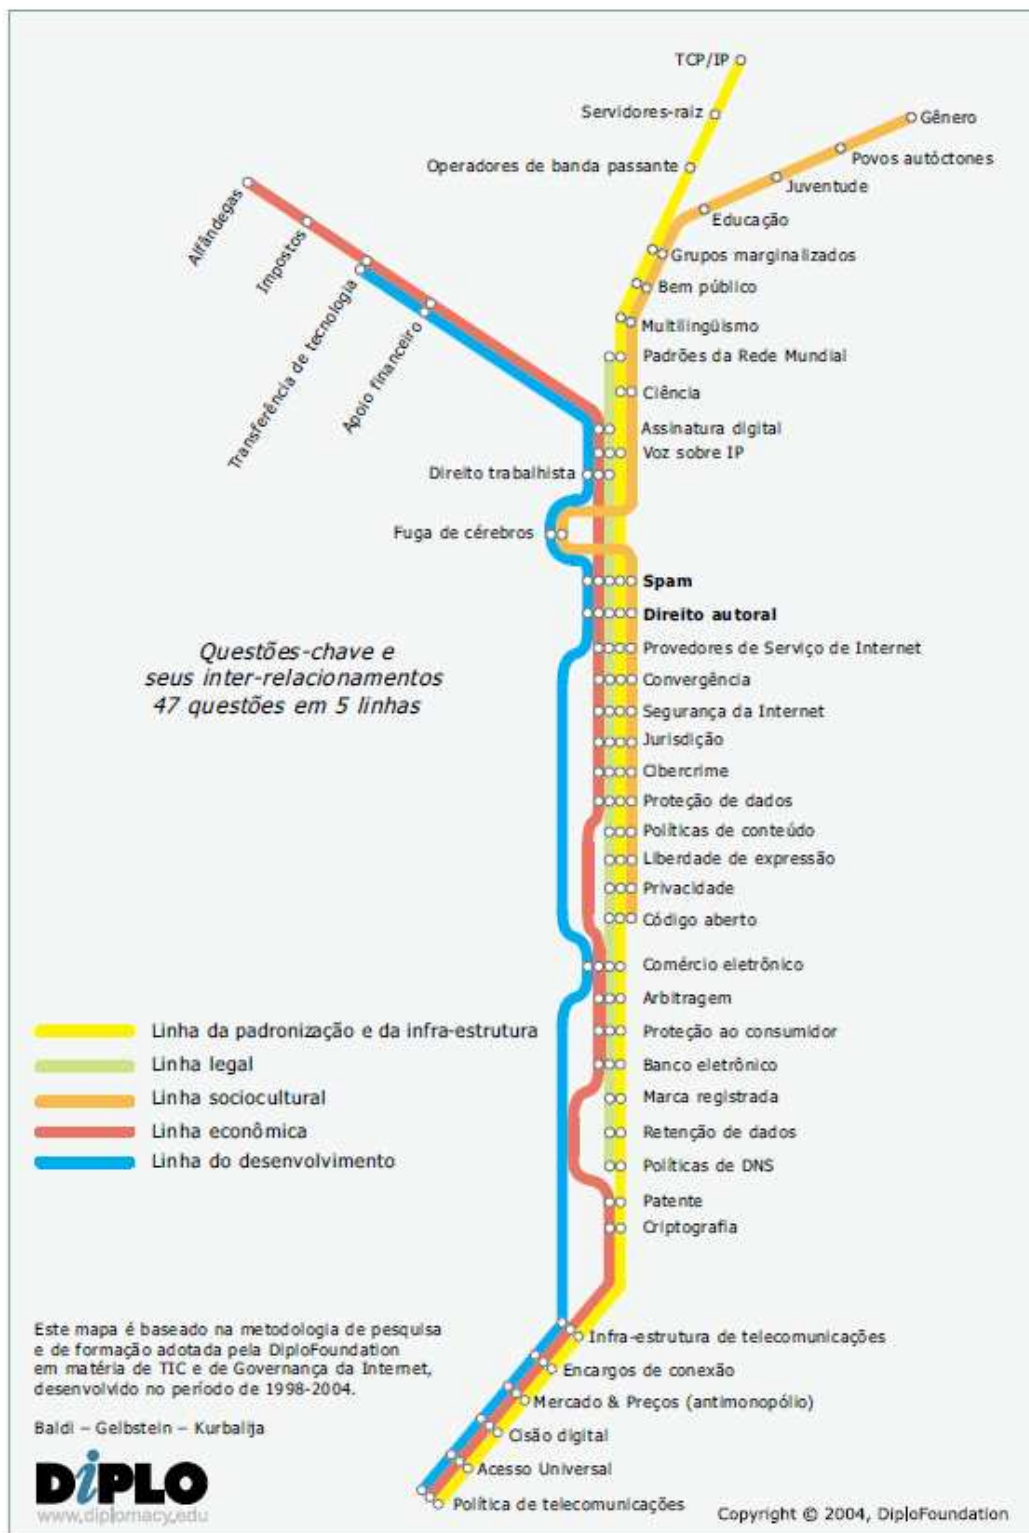 TCP/IP
Servidores-raiz
Operadores de banda passante
Gênero
Povos autóctones
Juventude
Educação
Grupos marginalizados
Bem público
Multilingüismo
Padrões da Rede Mundial
Ciência
Assinatura digital
Voz sobre IP
Alfândegas
Impostos
Transferência de tecnologia
Apoio financeiro
Direito trabalhista
Fuga de cérebros
Spam
Direito autoral
Provedores de Serviço de Internet
Convergência
Segurança da Internet
Jurisdição
Cibercrime
Proteção de dados
Políticas de conteúdo
Liberdade de expressão
Privacidade
Código aberto
Comércio eletrônico
Arbitragem
Proteção ao consumidor
Banco eletrônico
Marca registrada
Retenção de dados
Políticas de DNS
Patente
Criptografia
Infra-estrutura de telecomunicações
Encargos de conexão
Mercado & Preços (antimonopólio)
Cisão digital
Acesso Universal
Política de telecomunicações
Questões-chave e
seus inter-relacionamentos
47 questões em 5 linhas
Linha da padronização e da infra-estrutura
Linha legal
Linha sociocultural
Linha econômica
Linha do desenvolvimento
Este mapa é baseado na metodologia de pesquisa
e de formação adotada pela DiploFoundation
em matéria de TIC e de Governança da Internet,
desenvolvido no período de 1998-2004.
Baldi – Gelbstein – Kurbalija
DiPLO
www.diplomacy.edu
Copyright © 2004, DiploFoundation